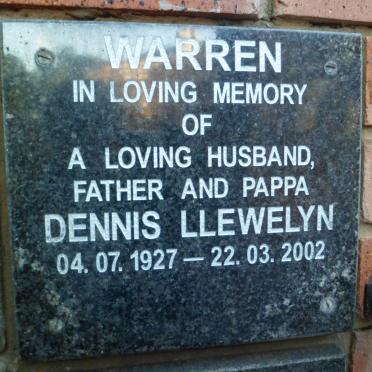 WARREN
IN LOVING MEMORY
OF
A LOVING HUSBAND,
FATHER AND PAPPA
DENNIS LLEWELYN
04. 07. 1927 — 22. 03. 2002